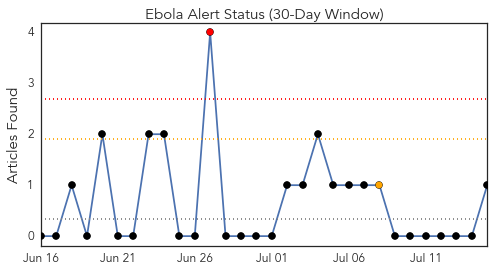 Ebola Alert Status (30-Day Window)
Articles Found
4
3
2
1
0
Jun 16
Jun 21
Jun 26
Jul 01
Jul 06
Jul 11